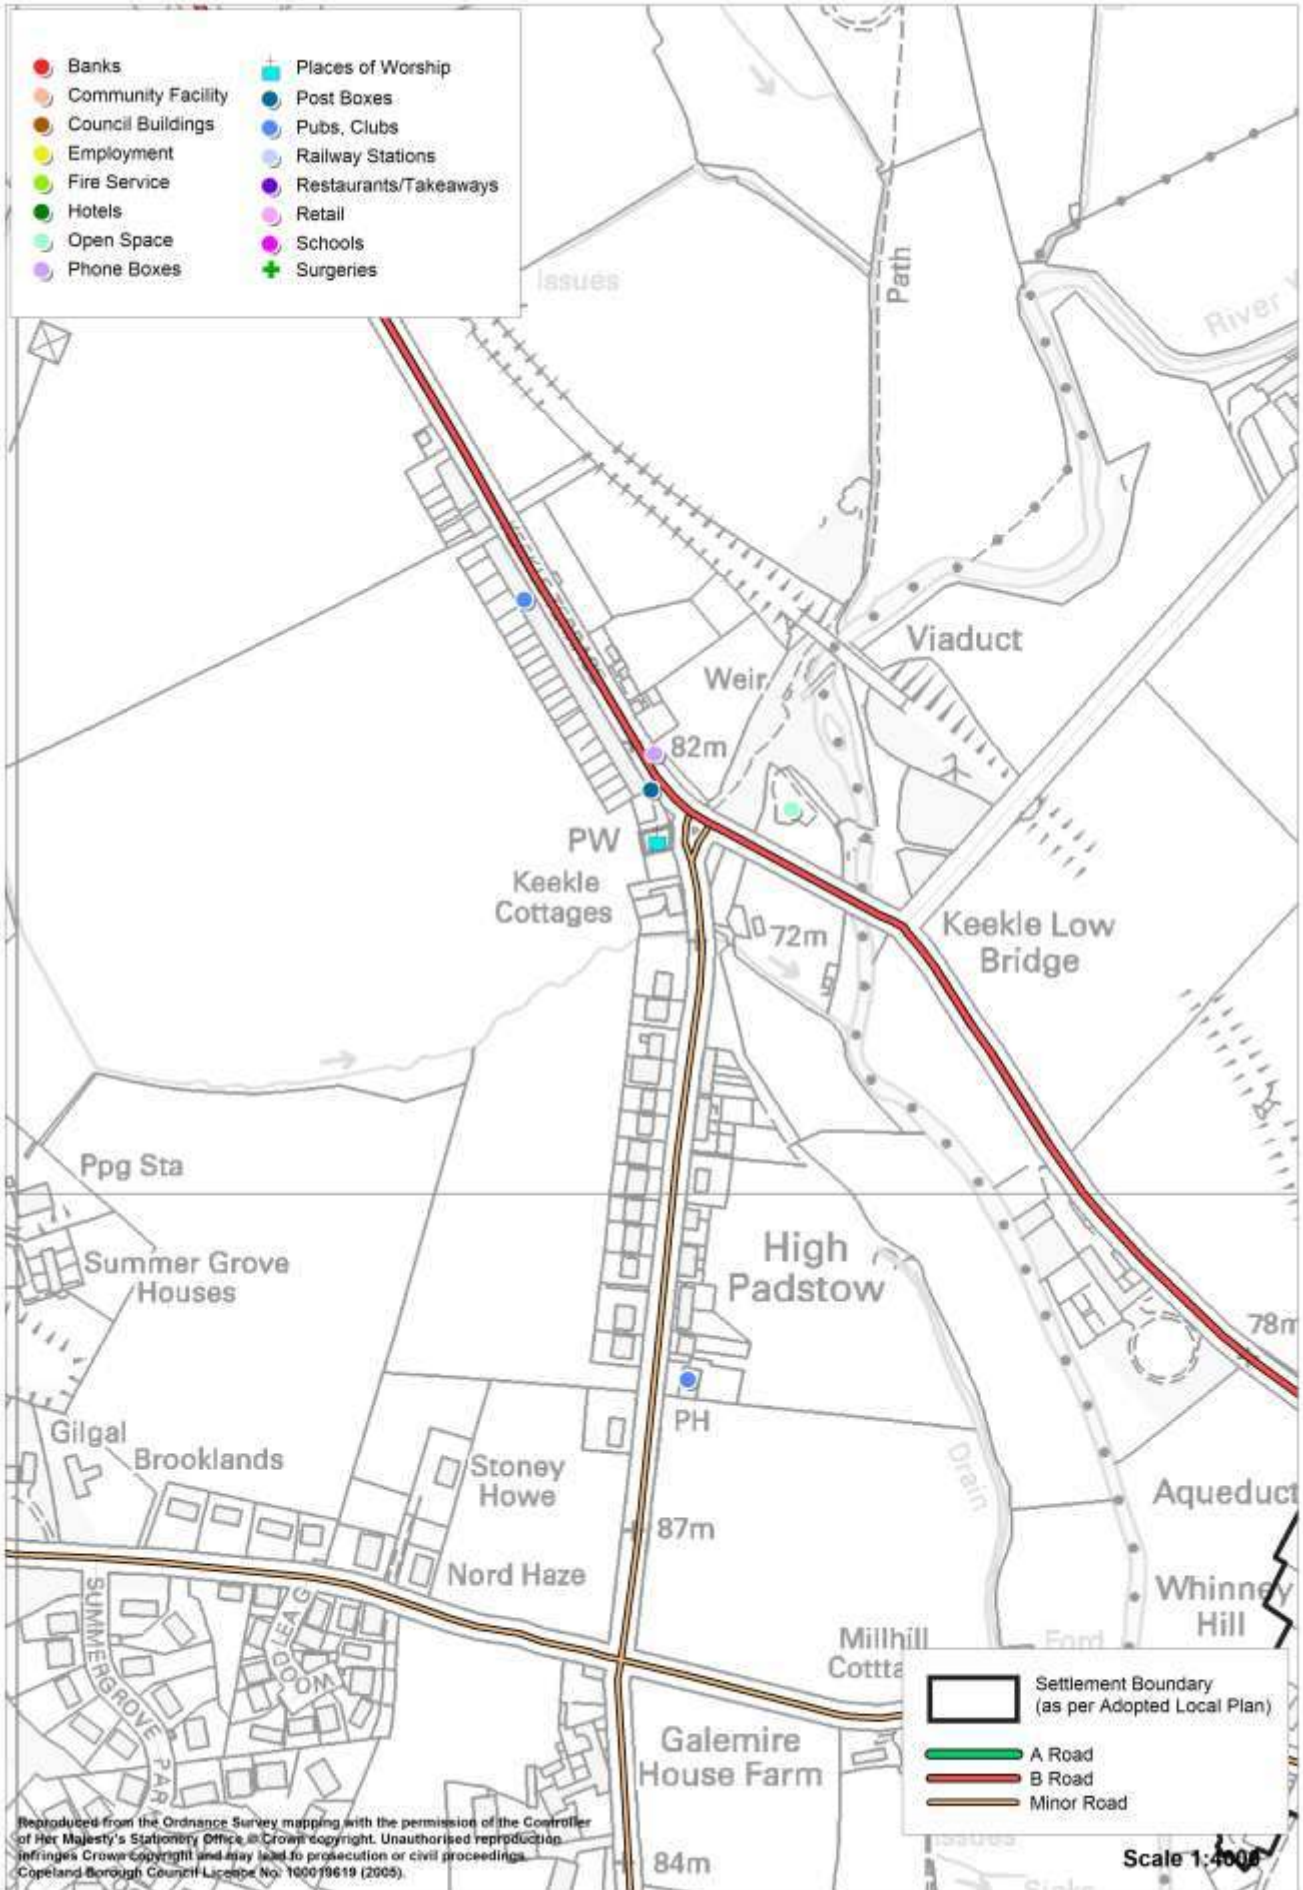 Banks
Community Facility
Council Buildings
Employment
Fire Service
Hotels
Open Space
Phone Boxes
Places of Worship
Post Boxes
Pubs, Clubs
Railway Stations
Restaurants/Takeaways
Retail
Schools
Surgeries
Issues
Path
River
Viaduct
Weir
82m
PW
Keekle
Cottages
72m
Keekle Low
Bridge
Ppg Sta
Summer Grove
Houses
High
Padstow
78m
PH
Gilgal
Brooklands
Stoney
Howe
Drain
Aqueduct
87m
Nord Haze
Whinney
Hill
SUMMERGROVE PARK
Millhill
Ford
Galemire
House Farm
84m
Settlement Boundary
(as per Adopted Local Plan)
A Road
B Road
Minor Road
Issues
Reproduced from the Ordnance Survey mapping with the permission of the Controller
of Her Majesty's Stationery Office @ Crown copyright. Unauthorised reproduction
infringes Crown copyright and may lead to prosecution or civil proceedings.
Copeland Borough Council Licence No: 100019619 (2005).
Scale 1:4000